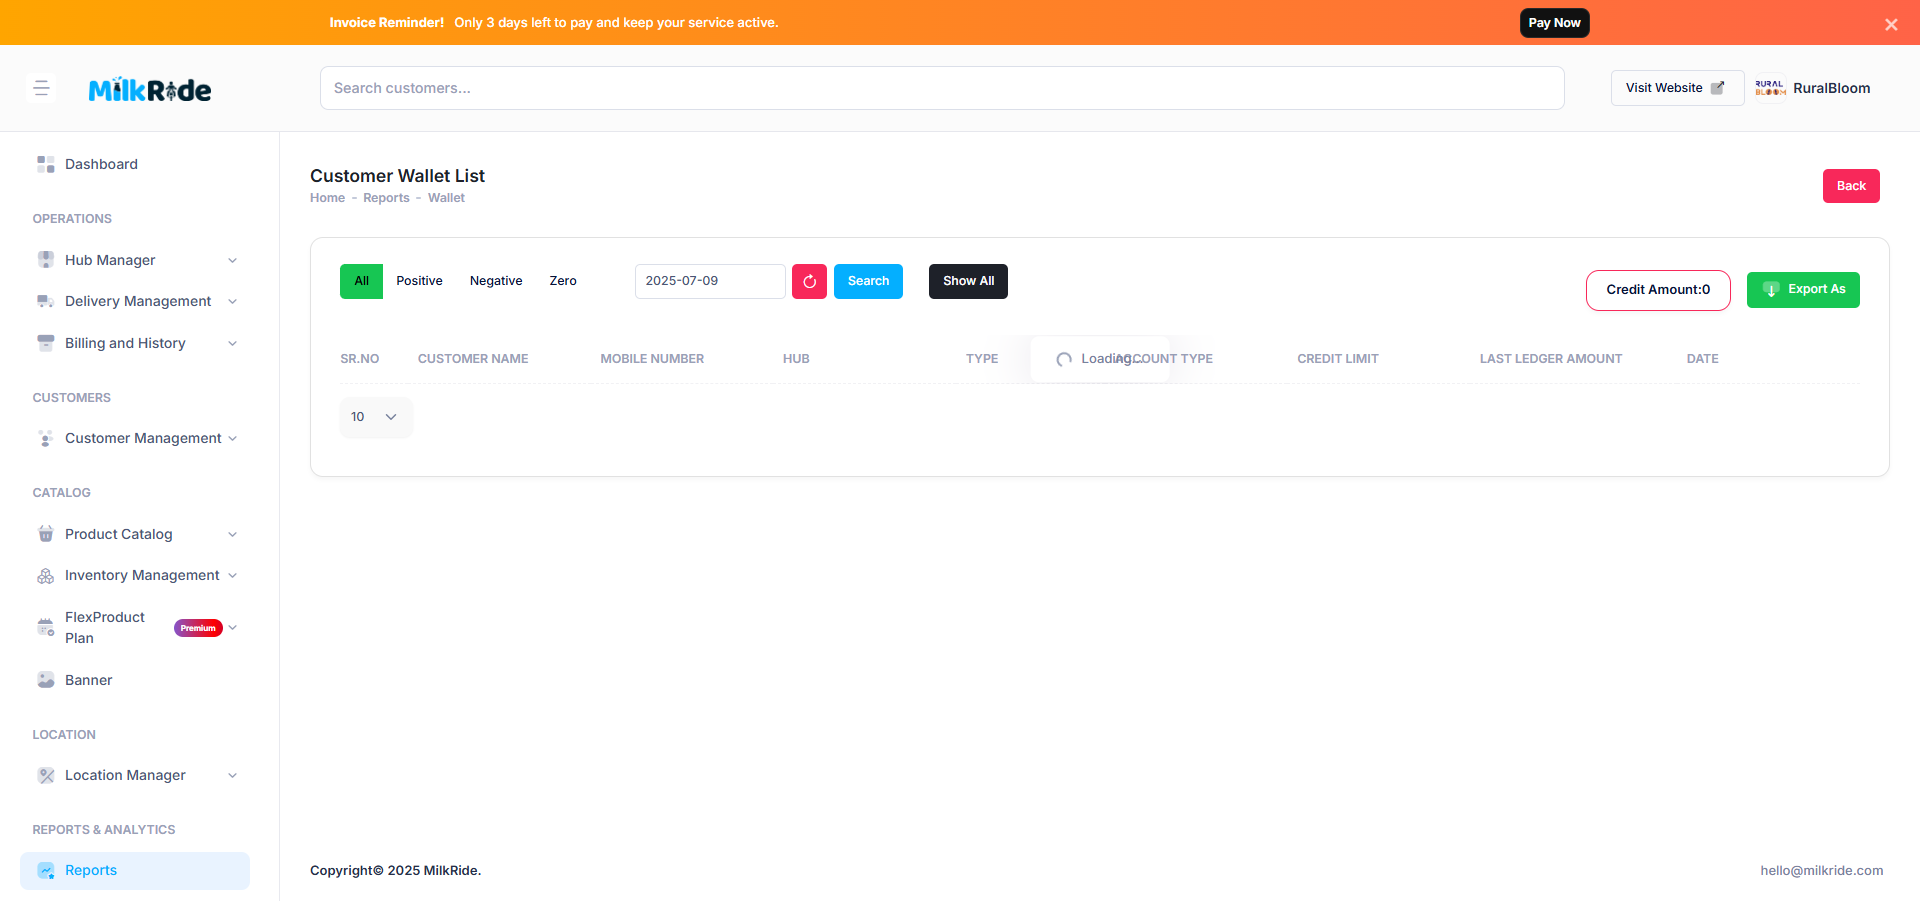 Invoice Reminder! Only 3 days left to pay and keep your service active.
Pay Now
MilkRide
Search customers...
Visit Website
RURAL
BLOOM
RuralBloom
Dashboard
OPERATIONS
Hub Manager
Delivery Management
Billing and History
CUSTOMERS
Customer Management
CATALOG
Product Catalog
Inventory Management
FlexProduct
Plan
Premium
Banner
LOCATION
Location Manager
REPORTS & ANALYTICS
Reports
Customer Wallet List
Home - Reports - Wallet
Back
All Positive Negative Zero
2025-07-09
Search
Show All
Credit Amount:0
Export As
SR.NO CUSTOMER NAME MOBILE NUMBER HUB TYPE ACCOUNT TYPE CREDIT LIMIT LAST LEDGER AMOUNT DATE
Loading...
10
Copyright© 2025 MilkRide.
hello@milkride.com